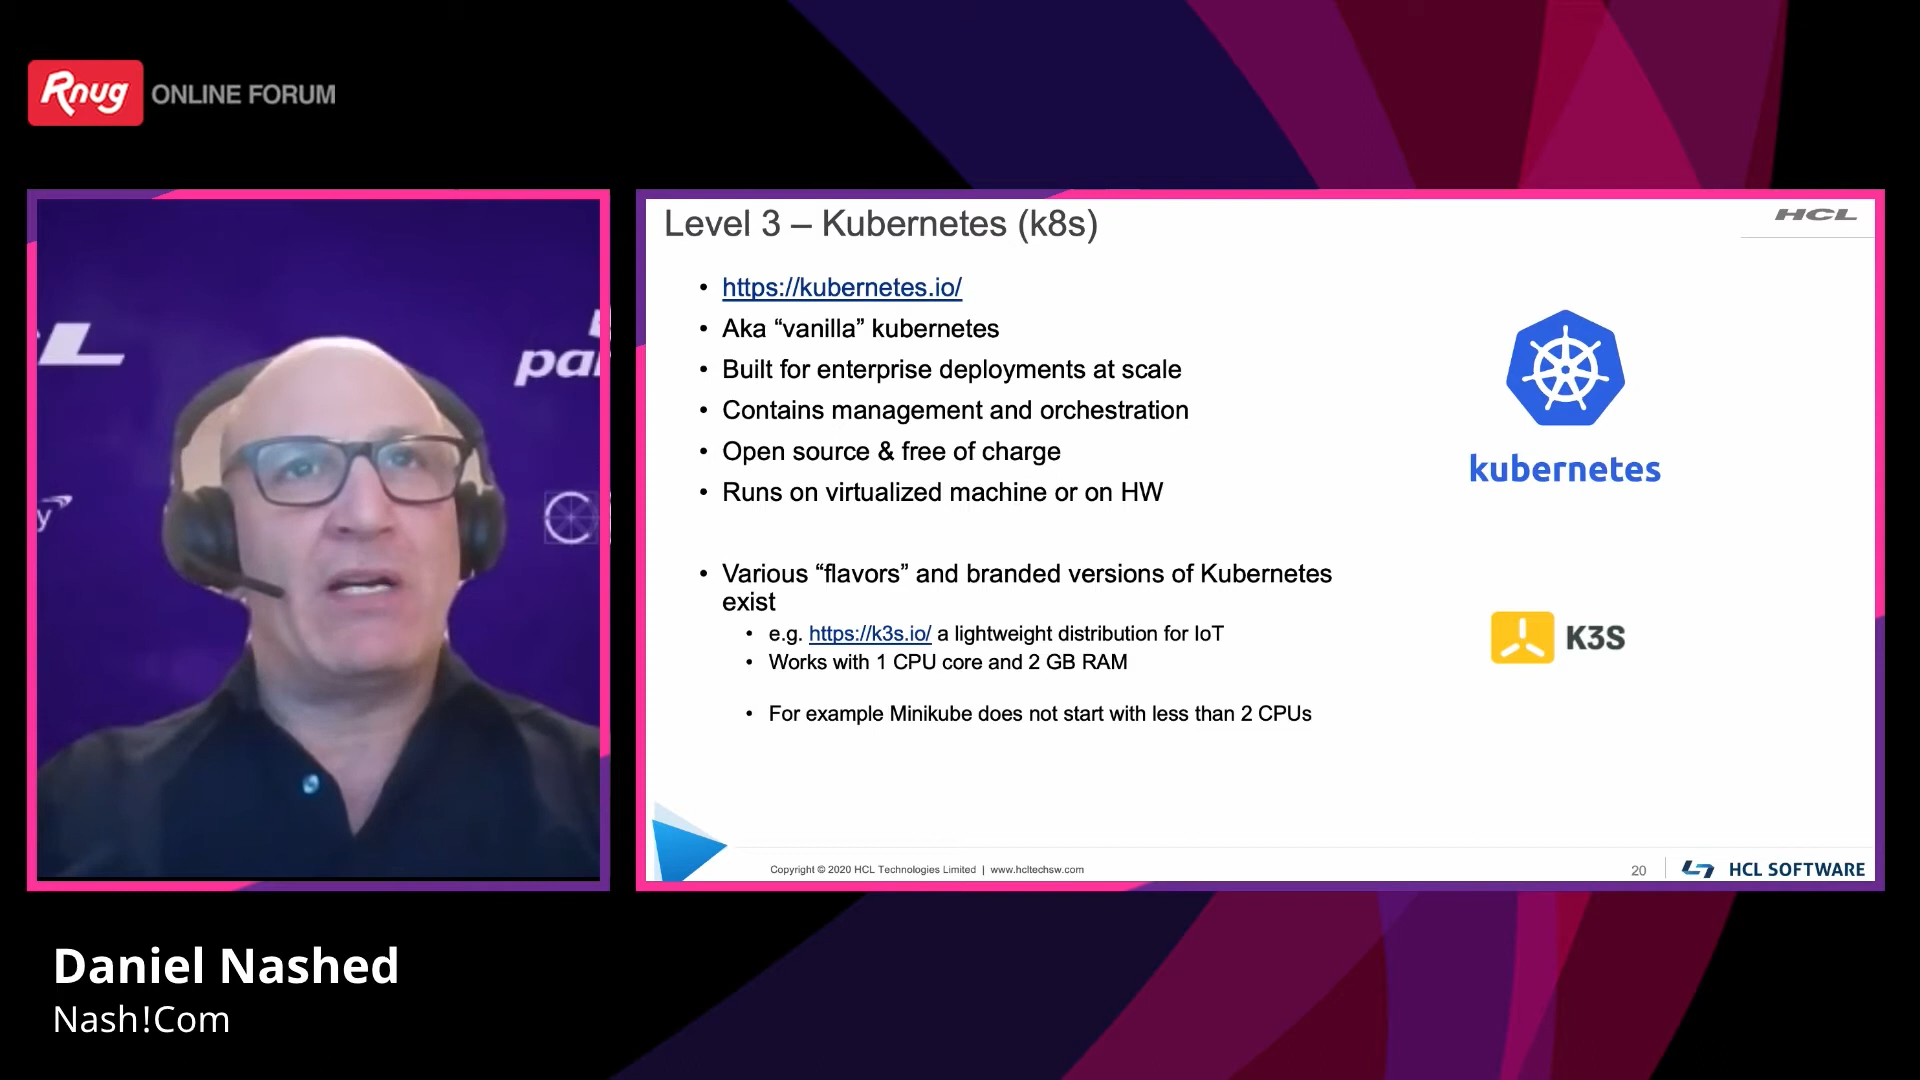 Rnug ONLINE FORUM
Level 3 – Kubernetes (k8s)
HCL
• https://kubernetes.io/
• Aka “vanilla” kubernetes
• Built for enterprise deployments at scale
• Contains management and orchestration
• Open source & free of charge
• Runs on virtualized machine or on HW
kubernetes
• Various “flavors” and branded versions of Kubernetes
exist
• e.g. https://k3s.io/ a lightweight distribution for IoT
• Works with 1 CPU core and 2 GB RAM
K3S
• For example Minikube does not start with less than 2 CPUs
Copyright © 2020 HCL Technologies Limited | www.hcltechsw.com
20
HCL SOFTWARE
Daniel Nashed
Nash!Com